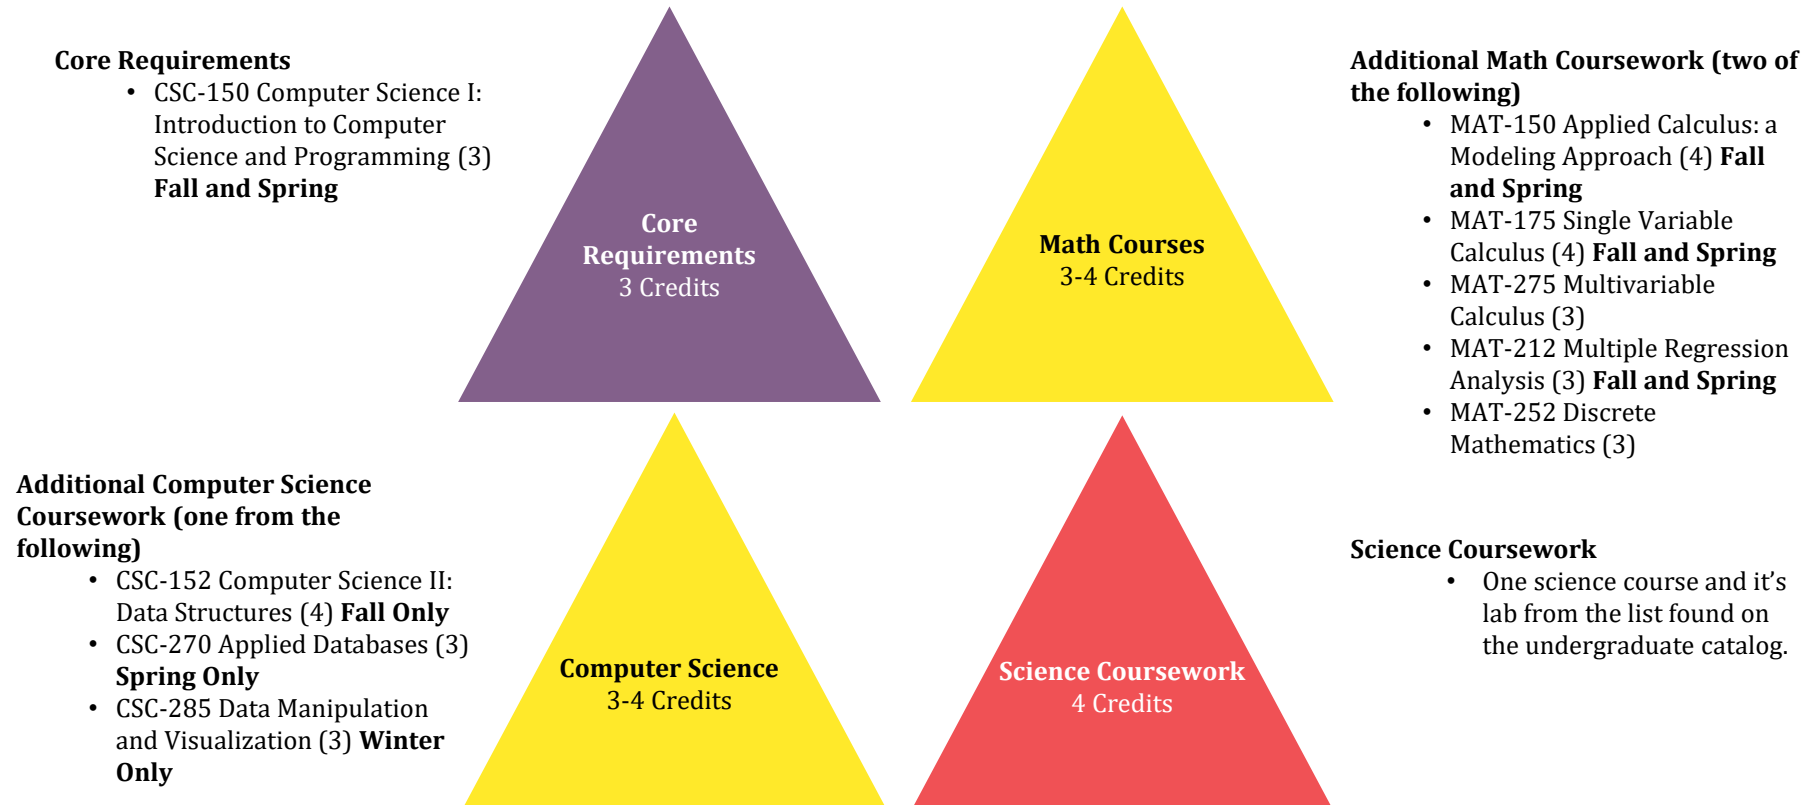 Core Requirements
• CSC-150 Computer Science I:
Introduction to Computer
Science and Programming (3)
Fall and Spring
Core
Requirements
3 Credits
Math Courses
3-4 Credits
Additional Math Coursework (two of
the following)
• MAT-150 Applied Calculus: a
Modeling Approach (4) Fall
and Spring
• MAT-175 Single Variable
Calculus (4) Fall and Spring
• MAT-275 Multivariable
Calculus (3)
• MAT-212 Multiple Regression
Analysis (3) Fall and Spring
• MAT-252 Discrete
Mathematics (3)
Additional Computer Science
Coursework (one from the
following)
• CSC-152 Computer Science II:
Data Structures (4) Fall Only
• CSC-270 Applied Databases (3)
Spring Only
• CSC-285 Data Manipulation
and Visualization (3) Winter
Only
Computer Science
3-4 Credits
Science Coursework
4 Credits
Science Coursework
• One science course and it’s
lab from the list found on
the undergraduate catalog.